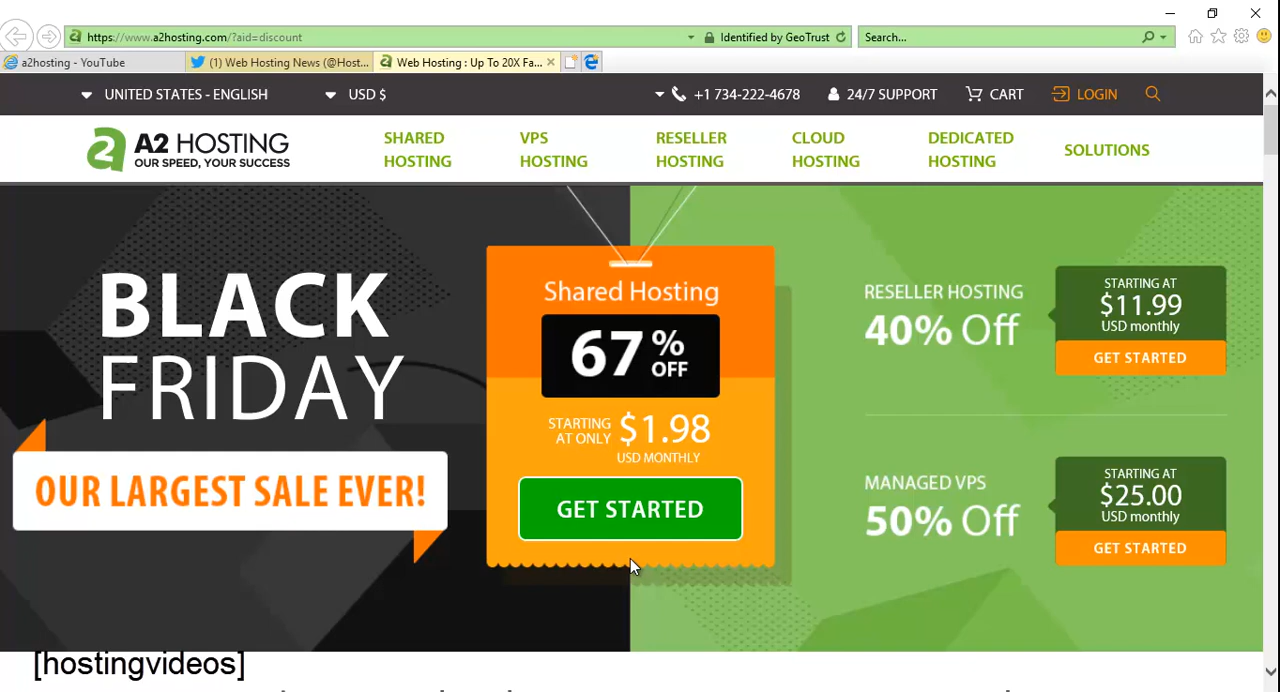 https://www.a2hosting.com/?aid=discount
Identified by GeoTrust
Search...
a2hosting - YouTube
(1) Web Hosting News (@Host...
Web Hosting : Up To 20X Fa...
UNITED STATES - ENGLISH
USD $
+1 734-222-4678
24/7 SUPPORT
CART
LOGIN
A2 HOSTING
OUR SPEED, YOUR SUCCESS
SHARED
HOSTING
VPS
HOSTING
RESELLER
HOSTING
CLOUD
HOSTING
DEDICATED
HOSTING
SOLUTIONS
BLACK
FRIDAY
OUR LARGEST SALE EVER!
Shared Hosting
67% OFF
STARTING
AT ONLY
$1.98
USD MONTHLY
GET STARTED
RESELLER HOSTING
40% Off
STARTING AT
$11.99
USD monthly
GET STARTED
MANAGED VPS
50% Off
STARTING AT
$25.00
USD monthly
GET STARTED
[hostingvideos]